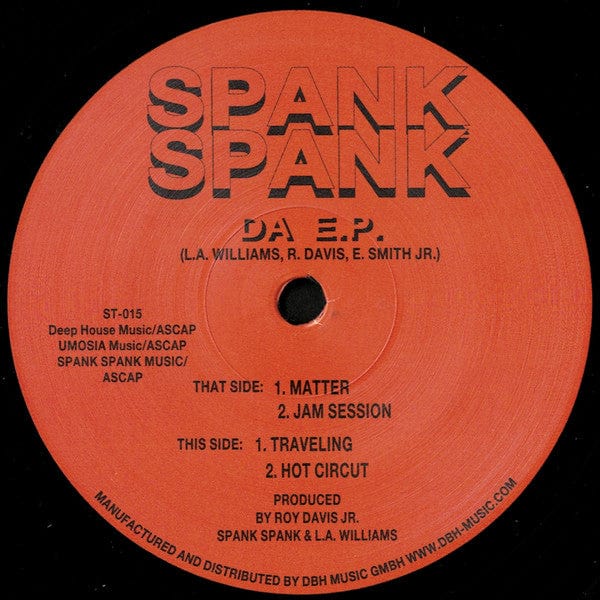 SPANK
SPANK
DA E.P.
(L.A. WILLIAMS, R. DAVIS, E. SMITH JR.)
ST-015
Deep House Music/ASCAP
UMOSIA Music/ASCAP
SPANK SPANK MUSIC/
ASCAP
THAT SIDE: 1. MATTER
2. JAM SESSION
THIS SIDE: 1. TRAVELING
2. HOT CIRCUT
PRODUCED
BY ROY DAVIS JR.
SPANK SPANK & L.A. WILLIAMS
MANUFACTURED AND DISTRIBUTED BY DBH MUSIC GMBH WWW.DBH-MUSIC.COM